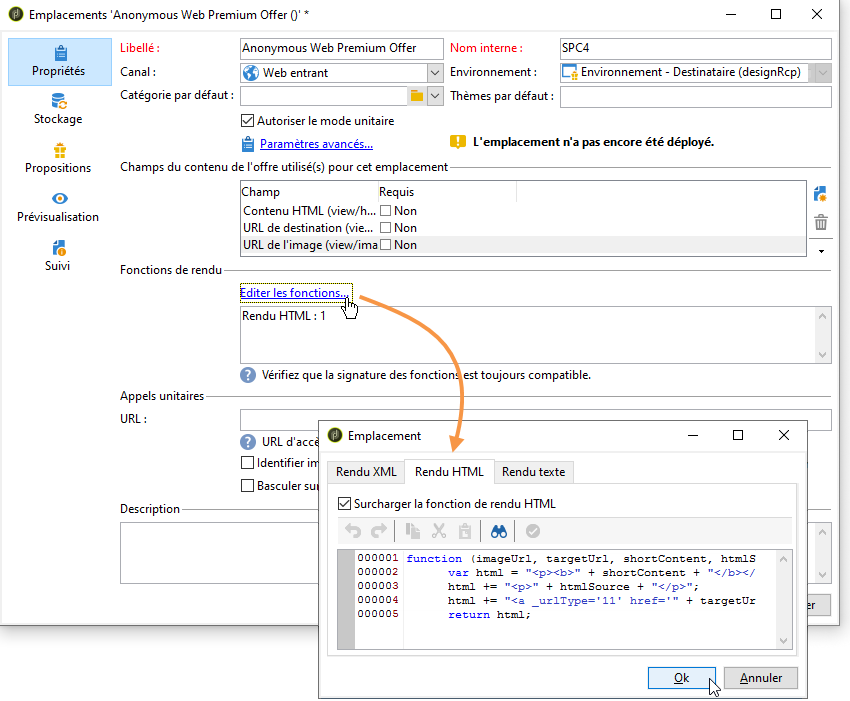 Emplacements 'Anonymous Web Premium Offer ()' *
Propriétés
Stockage
Propositions
Prévisualisation
Suivi
Libellé :
Anonymous Web Premium Offer
Nom interne :
SPC4
Canal :
Web entrant
Environnement :
Environnement - Destinataire (designRcp)
Catégorie par défaut :
Thèmes par défaut :
Autoriser le mode unitaire
Paramètres avancés...
L'emplacement n'a pas encore été déployé.
Champs du contenu de l'offre utilisé(s) pour cet emplacement
Champ Requis
Contenu HTML (view/h... Non
URL de destination (vie... Non
URL de l'image (view/ima Non
Fonctions de rendu
Editer les fonctions...
Rendu HTML : 1
Vérifiez que la signature des fonctions est toujours compatible.
Appels unitaires
URL :
URL d'accè
Identifier im
Basculer sur
Description
er
Emplacement
Rendu XML
Rendu HTML
Rendu texte
Surcharger la fonction de rendu HTML
000001 function (imageUrl, targetUrl, shortContent, htmlS
000002 var html = "<p><b>" + shortContent + "</b></
000003 html += "<p>" + htmlSource + "</p>";
000004 html += "<a _urlType='11' href='" + targetUr
000005 return html;
Ok
Annuler